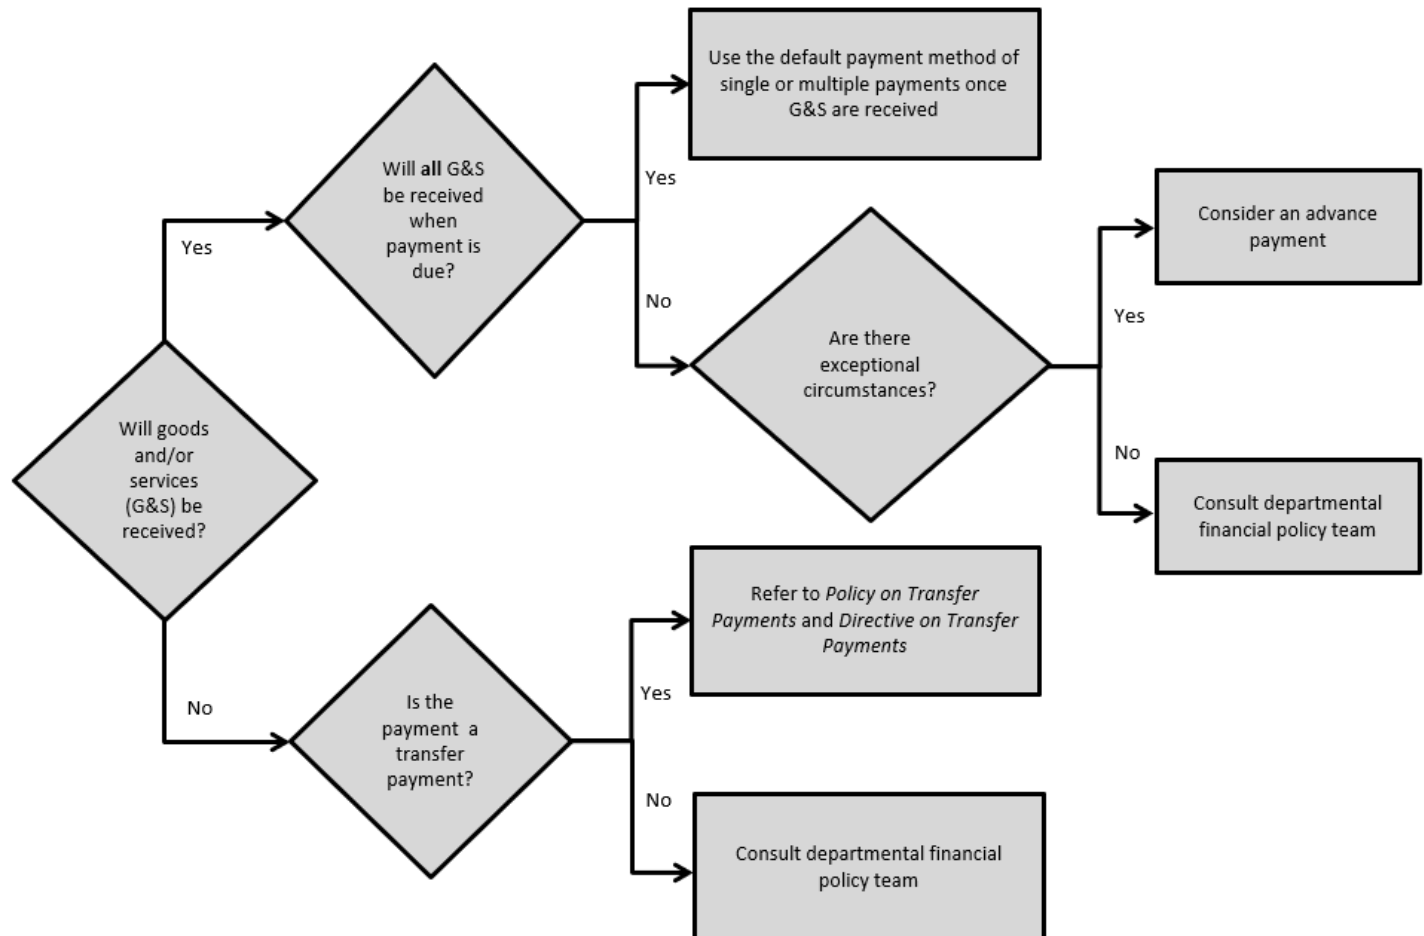 Use the default payment method of
single or multiple payments once
G&S are received
Will all G&S
be received
when
payment is
due?
Yes
Yes
No
Consider an advance
payment
Are there
exceptional
circumstances?
Yes
No
Consult departmental
financial policy team
Will goods
and/or
services
(G&S) be
received?
No
Is the
payment  a
transfer
payment?
Yes
No
Refer to Policy on Transfer
Payments and Directive on Transfer
Payments
Consult departmental financial
policy team